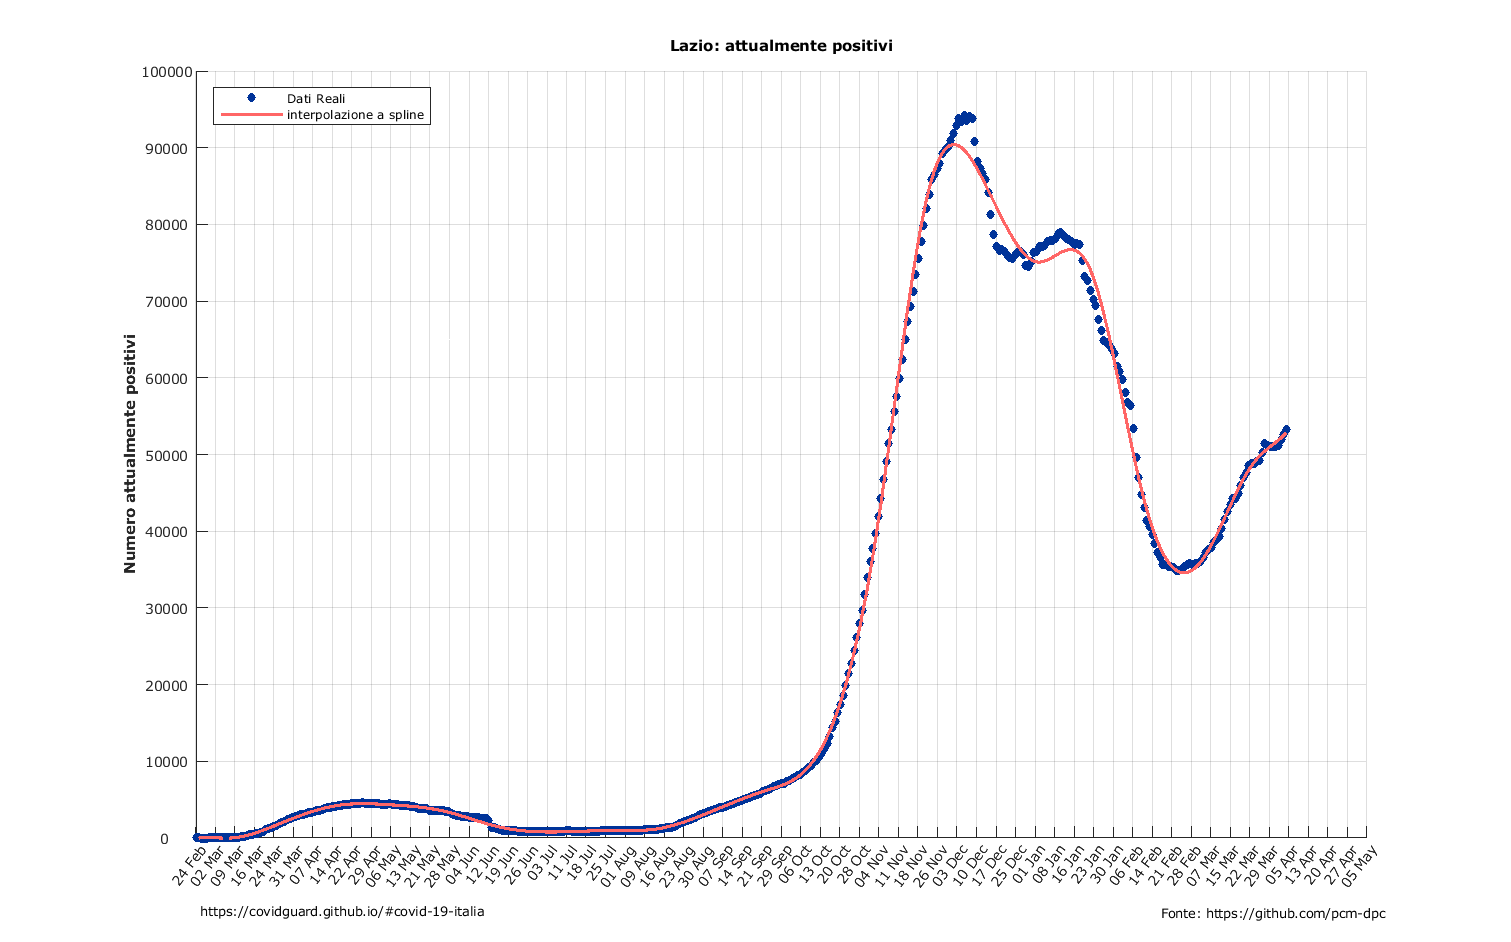 Lazio: attualmente positivi
100000
90000
80000
70000
60000
50000
40000
30000
20000
10000
0
Numero attualmente positivi
Dati Reali
interpolazione a spline
24 Feb
02 Mar
09 Mar
16 Mar
24 Mar
31 Mar
07 Apr
14 Apr
22 Apr
29 Apr
06 May
13 May
21 May
28 May
04 Jun
12 Jun
19 Jun
26 Jun
03 Jul
11 Jul
18 Jul
25 Jul
01 Aug
09 Aug
16 Aug
23 Aug
30 Aug
07 Sep
14 Sep
21 Sep
29 Sep
06 Oct
13 Oct
20 Oct
28 Oct
04 Nov
11 Nov
18 Nov
26 Nov
03 Dec
10 Dec
17 Dec
25 Dec
01 Jan
08 Jan
16 Jan
23 Jan
30 Jan
06 Feb
14 Feb
21 Feb
28 Feb
07 Mar
15 Mar
22 Mar
29 Mar
05 Apr
13 Apr
20 Apr
27 Apr
05 May
https://covidguard.github.io/#covid-19-italia
Fonte: https://github.com/pcm-dpc